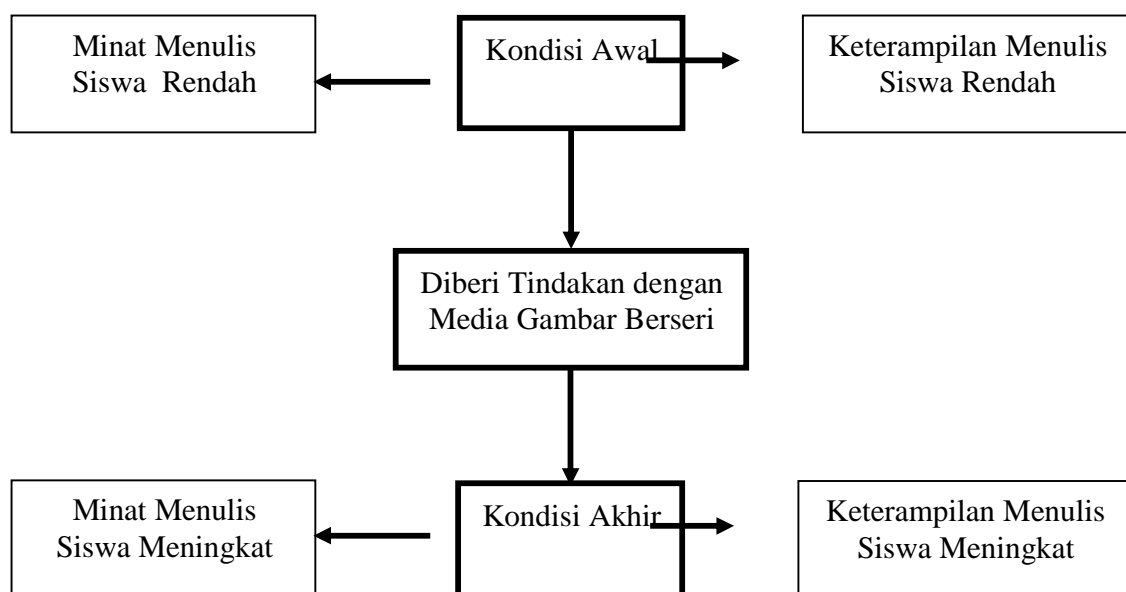 Minat Menulis
Siswa Rendah
Kondisi Awal
Keterampilan Menulis
Siswa Rendah
Diberi Tindakan dengan
Media Gambar Berseri
Minat Menulis
Siswa Meningkat
Kondisi Akhir
Keterampilan Menulis
Siswa Meningkat